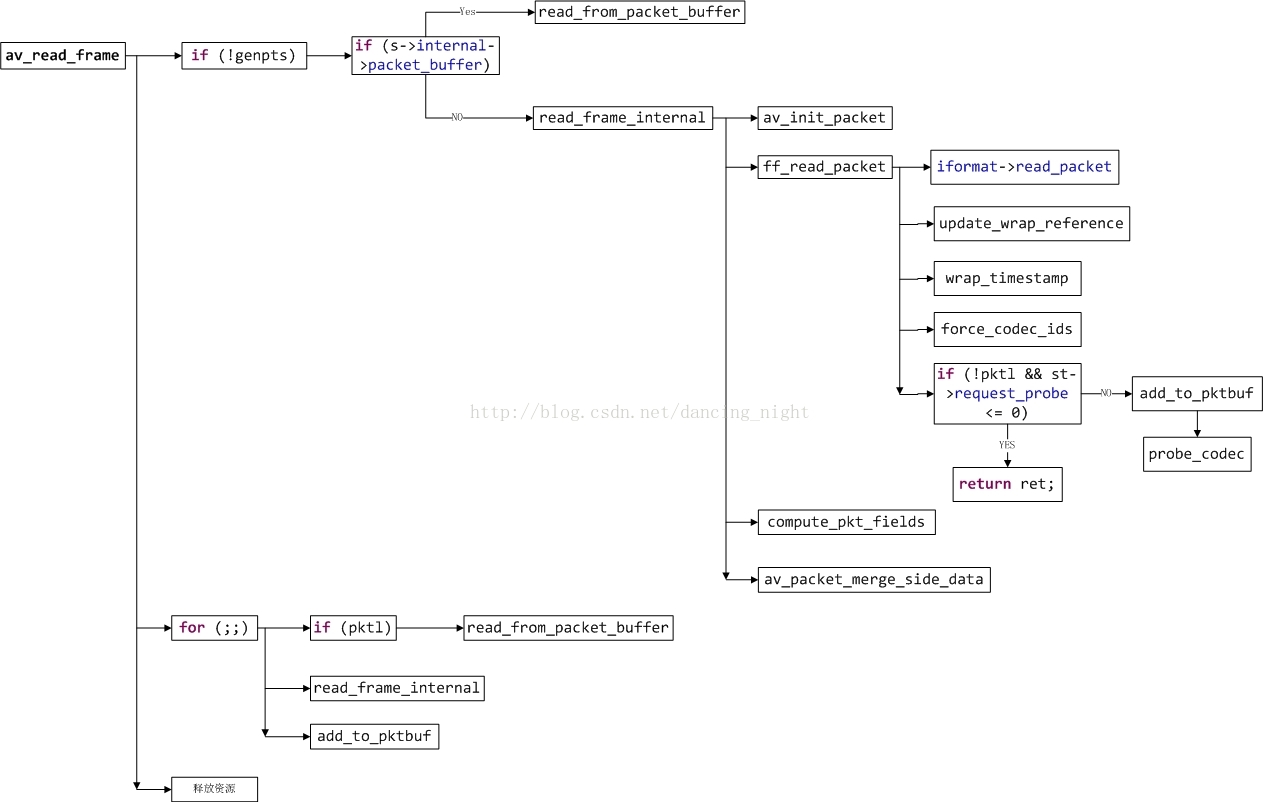 Yes
read_from_packet_buffer
av_read_frame
if (!genpts)
if (s->internal-
>packet_buffer)
NO
read_frame_internal
av_init_packet
ff_read_packet
iformat->read_packet
update_wrap_reference
wrap_timestamp
force_codec_ids
if (!pktl && st-
>request_probe
<= 0)
NO
add_to_pktbuf
probe_codec
YES
return ret;
http://blog.csdn.net/dancing_night
compute_pkt_fields
av_packet_merge_side_data
for (;;)
if (pktl)
read_from_packet_buffer
read_frame_internal
add_to_pktbuf
释放资源